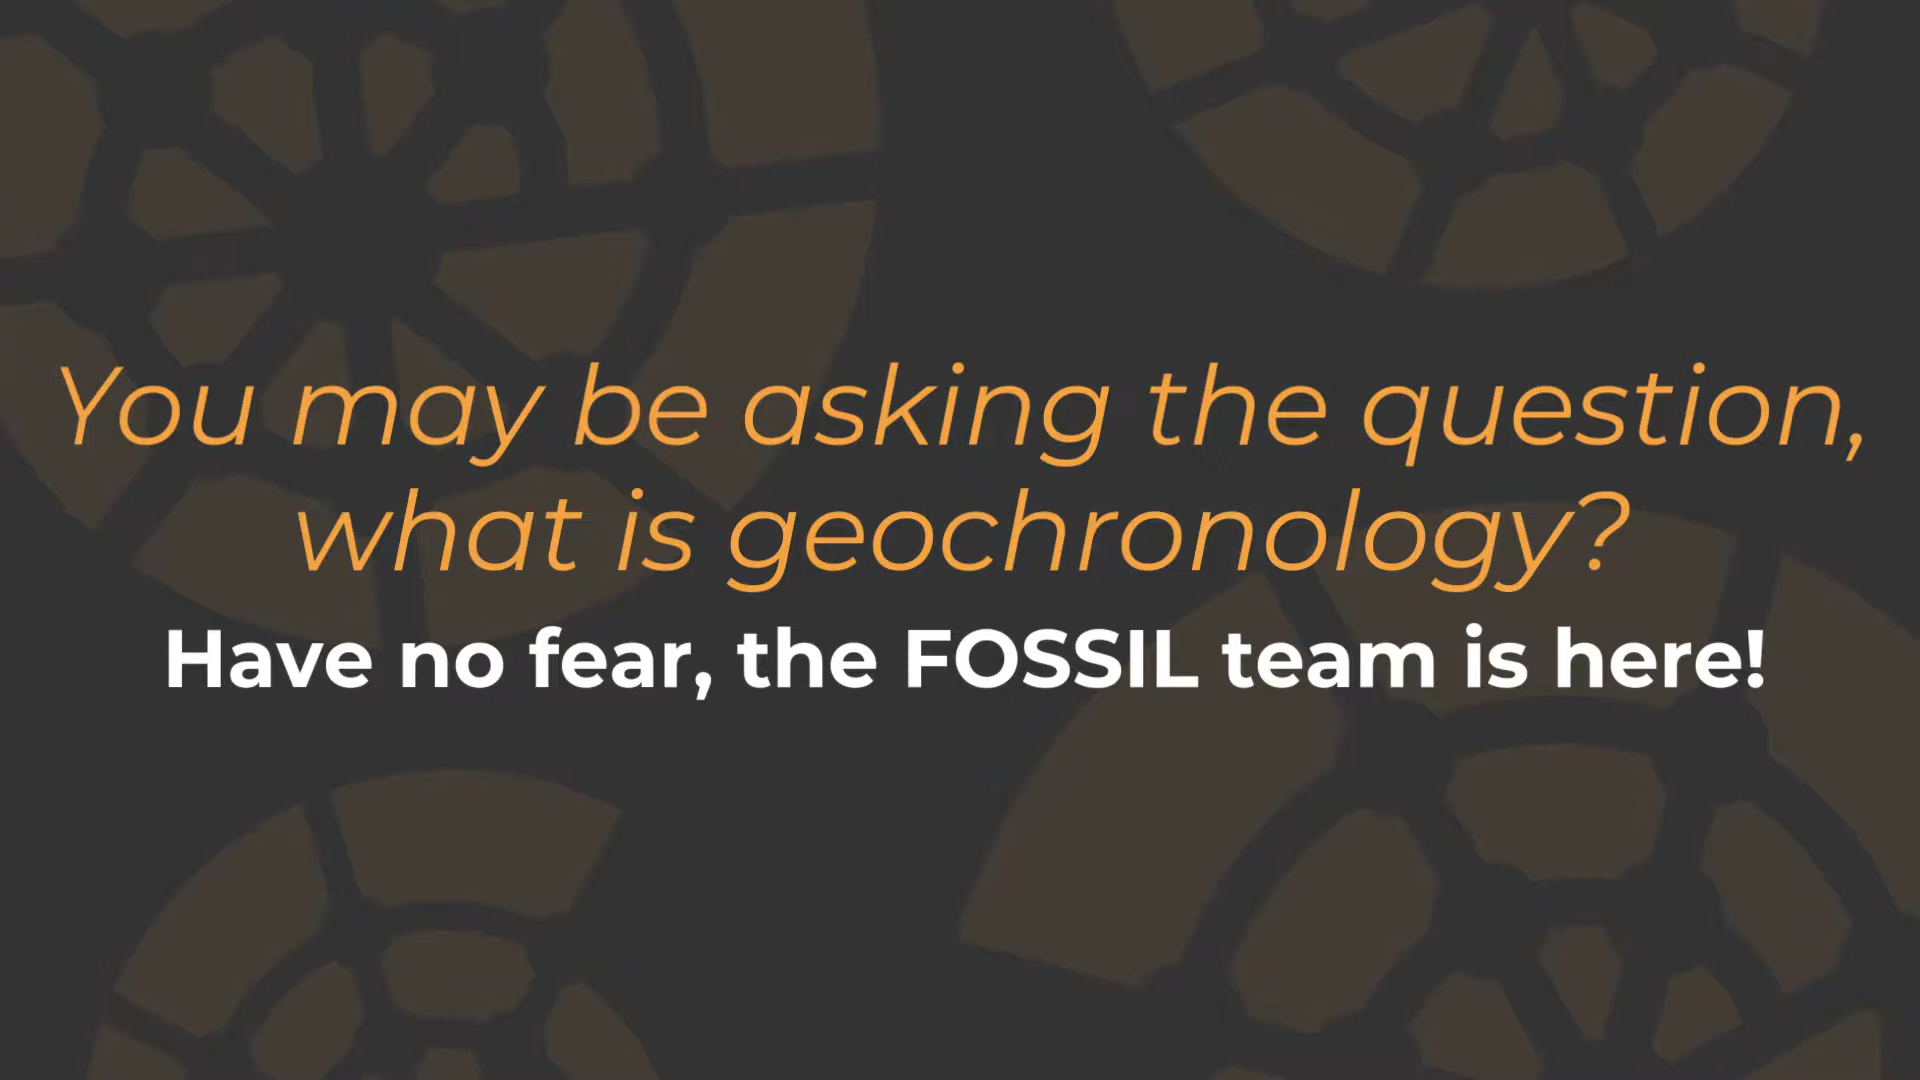 You may be asking the question,
what is geochronology?
Have no fear, the FOSSIL team is here!